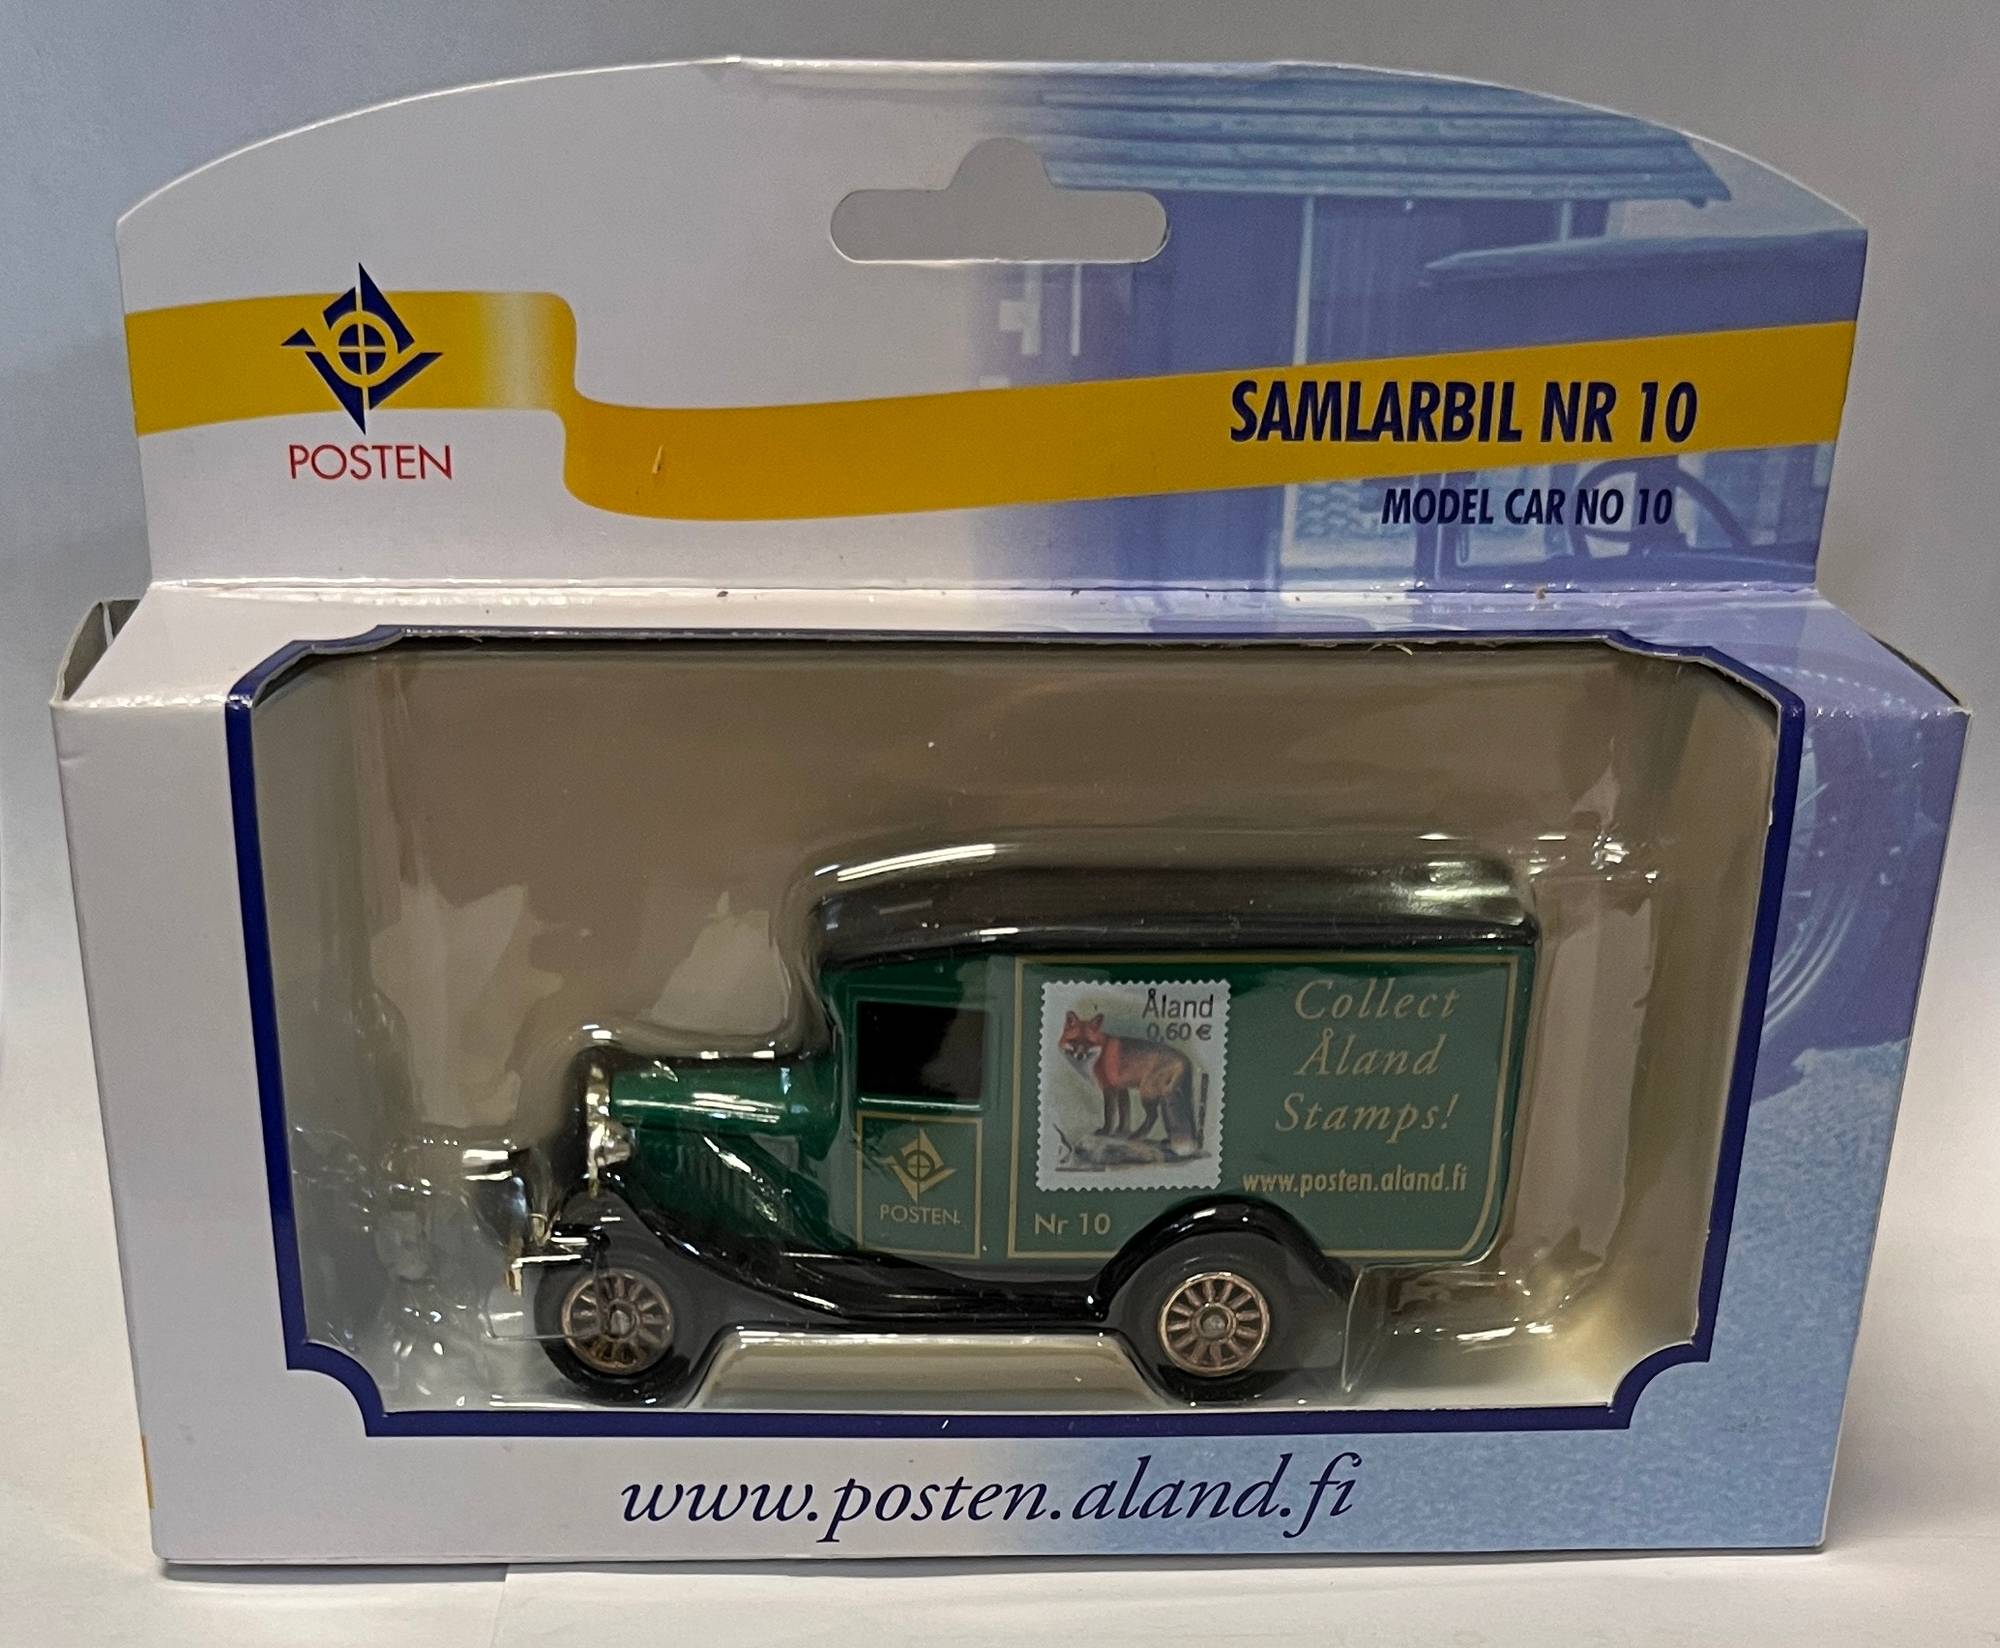 POSTEN
SAMLARBIL NR 10
MODEL CAR NO 10
Åland
0,60 €
Collect
Åland
Stamps!
www.posten.aland.fi
POSTEN
Nr 10
www.posten.aland.fi